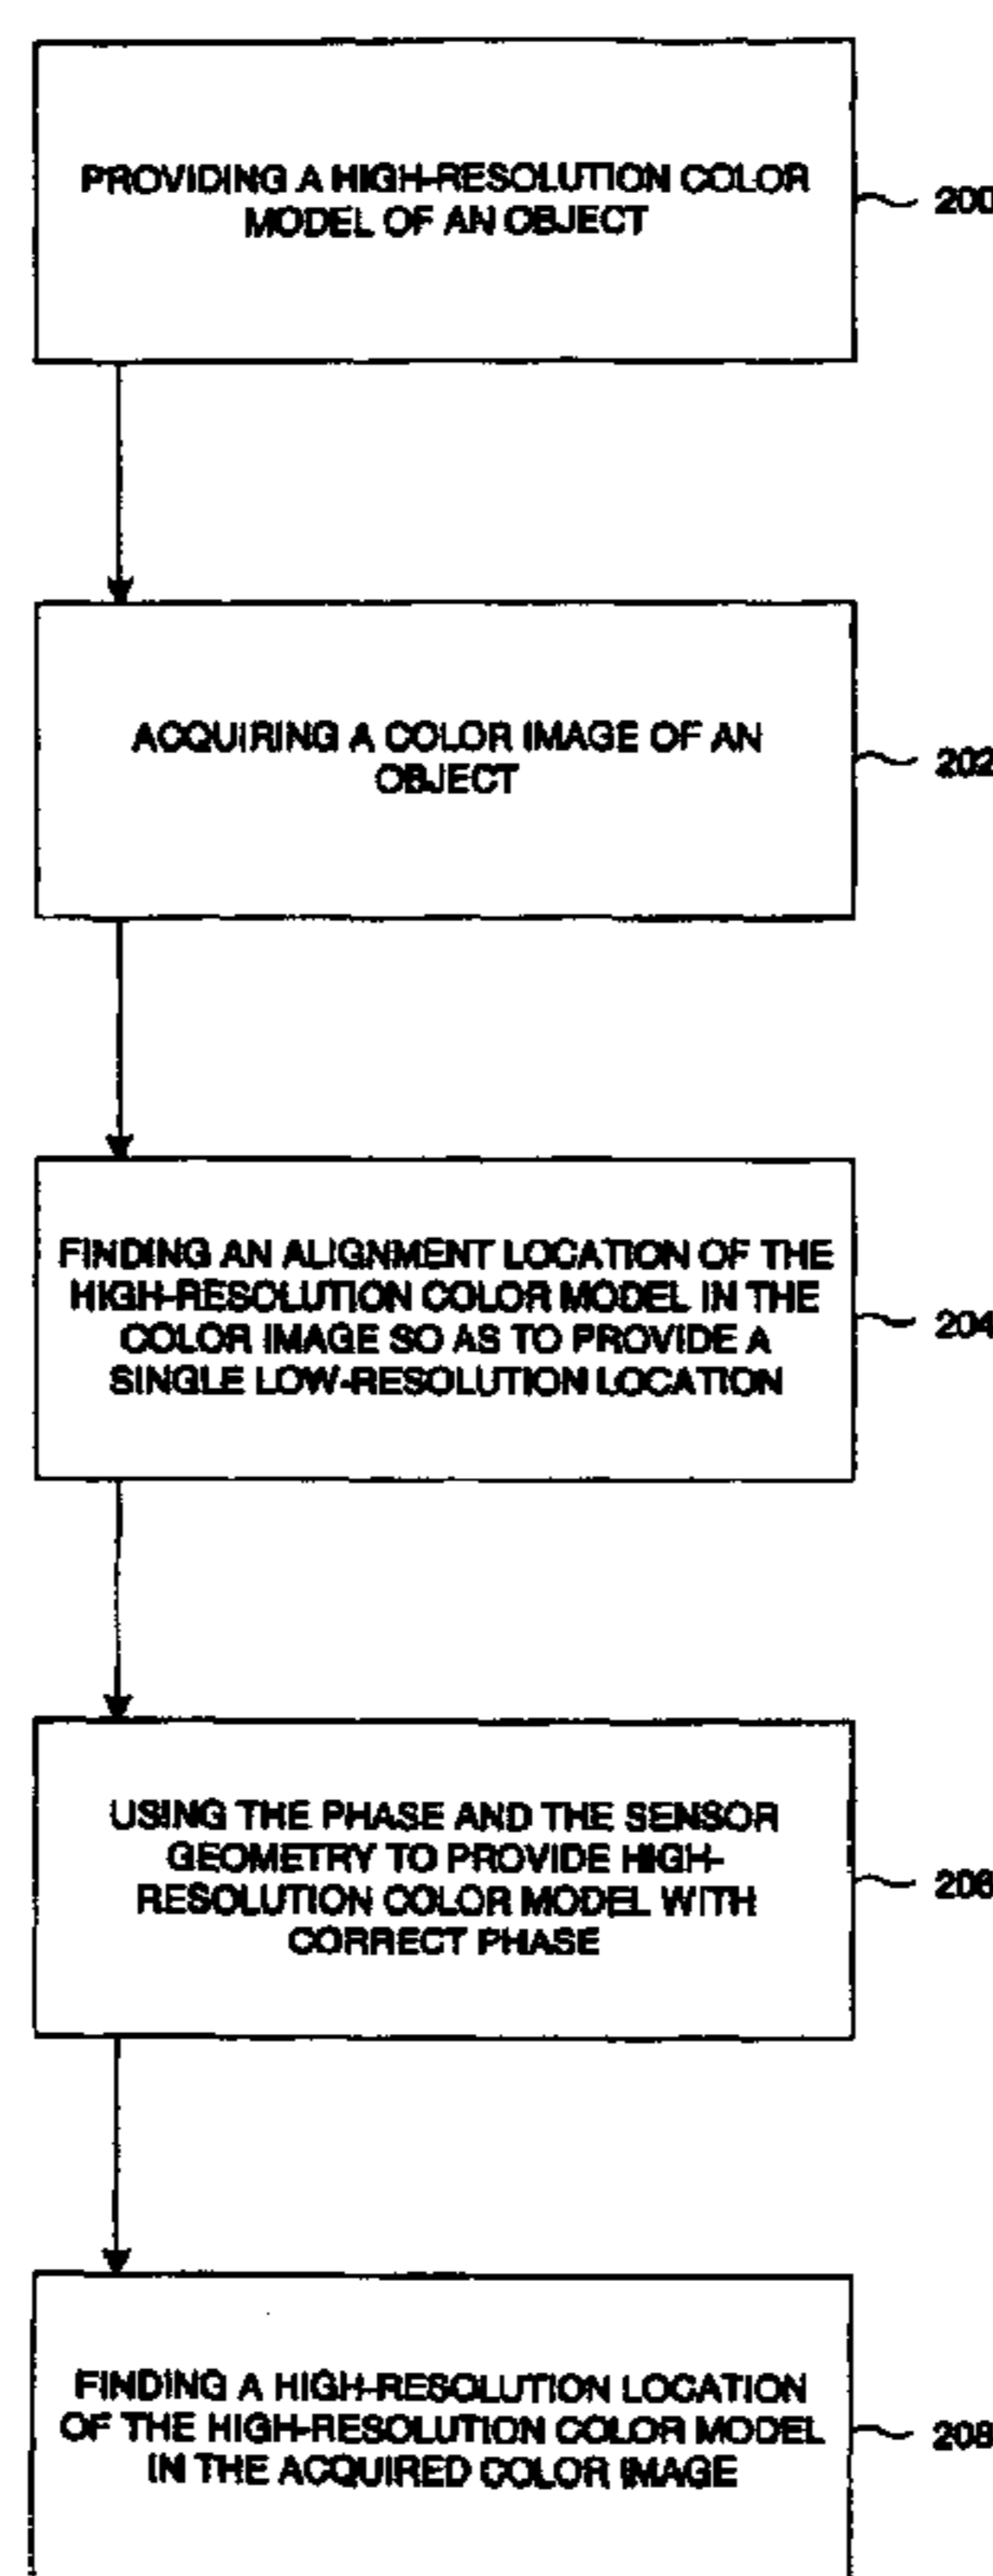 PROVIDING A HIGH-RESOLUTION COLOR
MODEL OF AN OBJECT
200
ACQUIRING A COLOR IMAGE OF AN
OBJECT
202
FINDING AN ALIGNMENT LOCATION OF THE
HIGH-RESOLUTION COLOR MODEL IN THE
COLOR IMAGE SO AS TO PROVIDE A
SINGLE LOW-RESOLUTION LOCATION
204
USING THE PHASE AND THE SENSOR
GEOMETRY TO PROVIDE HIGH-
RESOLUTION COLOR MODEL WITH
CORRECT PHASE
206
FINDING A HIGH-RESOLUTION LOCATION
OF THE HIGH-RESOLUTION COLOR MODEL
IN THE ACQUIRED COLOR IMAGE
208